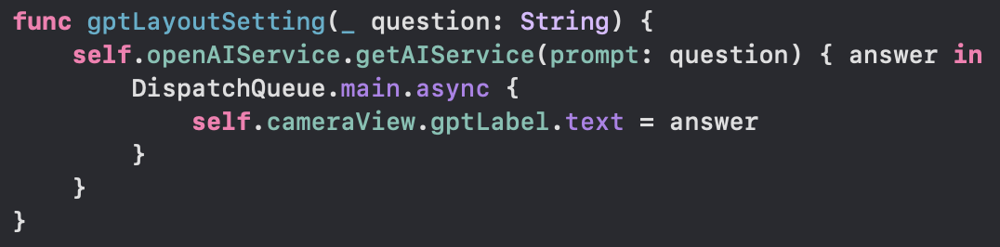 func gptLayoutSetting(_ question: String) {
    self.openAIService.getAIService(prompt: question) { answer in
        DispatchQueue.main.async {
            self.cameraView.gptLabel.text = answer
        }
    }
}